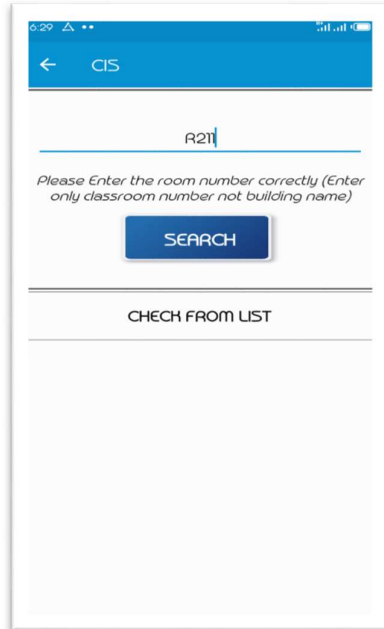 6:29
CIS
R211
Please Enter the room number correctly (Enter
only classroom number not building name)
SEARCH
CHECK FROM LIST